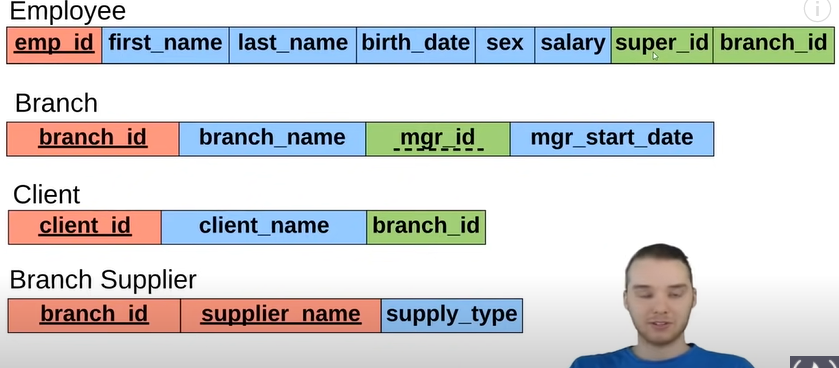 Employee
emp_id first_name last_name birth_date sex salary super_id branch_id
Branch
branch_id branch_name mgr_id mgr_start_date
Client
client_id client_name branch_id
Branch Supplier
branch_id supplier_name supply_type